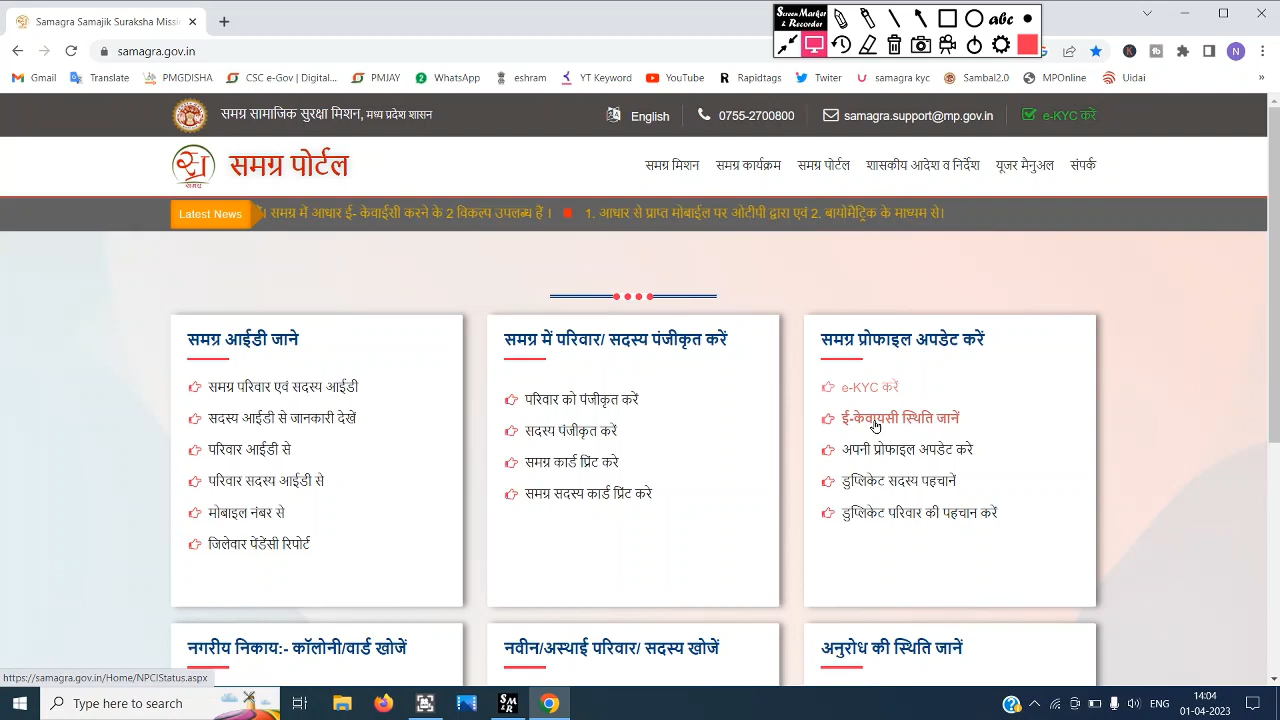 Samagra Samajik Suraksha Missio
Screen Marker & Recorder
abc
samagra.gov.in
N
Gmail
Translate
PMGDISHA
CSC e-Gov | Digital...
PMJAY
WhatsApp
eshram
YT Keyword
YouTube
Rapidtags
Twiter
samagra kyc
Sambal2.0
MPOnline
Uidai
»
समग्र सामाजिक सुरक्षा मिशन, मध्य प्रदेश शासन
English
0755-2700800
samagra.support@mp.gov.in
e-KYC करें
समग्र
समग्र पोर्टल
समग्र मिशन
समग्र कार्यक्रम
समग्र पोर्टल
शासकीय आदेश व निर्देश
यूजर मैनुअल
संपर्क
Latest News
हैं। समग्र में आधार ई- केवाईसी करने के 2 विकल्प उपलब्ध हैं ।
1. आधार से प्राप्त मोबाईल पर ओटीपी द्वारा एवं 2. बायोमेट्रिक के माध्यम से।
समग्र आईडी जाने
समग्र परिवार एवं सदस्य आईडी
सदस्य आईडी से जानकारी देखें
परिवार आईडी से
परिवार सदस्य आईडी से
मोबाइल नंबर से
जिलेवार पेंडेंसी रिपोर्ट
समग्र में परिवार/ सदस्य पंजीकृत करें
परिवार को पंजीकृत करें
सदस्य पंजीकृत करें
समग्र कार्ड प्रिंट करे
समग्र सदस्य कार्ड प्रिंट करे
समग्र प्रोफाइल अपडेट करें
e-KYC करें
ई-केवायसी स्थिति जानें
अपनी प्रोफाइल अपडेट करे
डुप्लिकेट सदस्य पहचानें
डुप्लिकेट परिवार की पहचान करें
नगरीय निकाय:- कॉलोनी/वार्ड खोजें
नवीन/अस्थाई परिवार/ सदस्य खोजें
अनुरोध की स्थिति जानें
https://samagra.gov.in/Home/NPCIStatus.aspx
Type here to search
ENG
14:04
01-04-2023